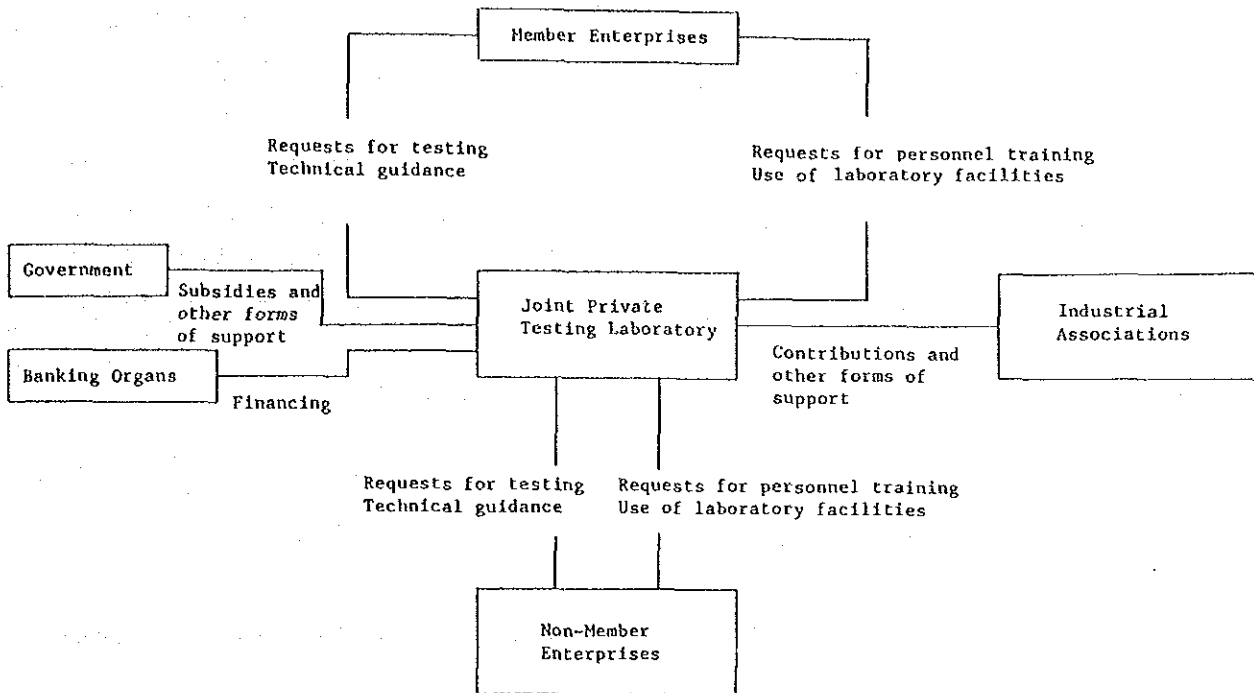 Member Enterprises
Requests for testing
Technical guidance
Requests for personnel training
Use of laboratory facilities
Government
Subsidies and
other forms
of support
Banking Organs
Financing
Joint Private
Testing Laboratory
Industrial
Associations
Contributions and
other forms of
support
Requests for testing
Technical guidance
Requests for personnel training
Use of laboratory facilities
Non-Member
Enterprises